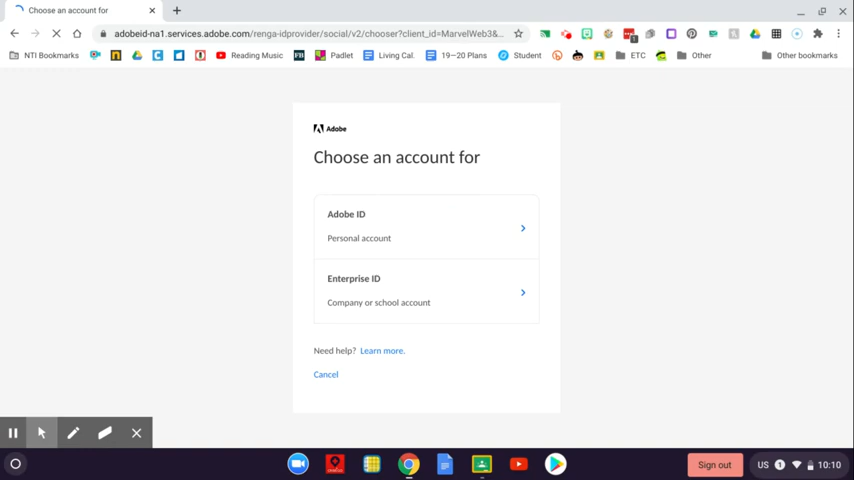 Choose an account for
adobeid-na1.services.adobe.com/renga-idprovider/social/v2/chooser?client_id=MarvelWeb3&...
NTI Bookmarks
Reading Music
Padlet
Living Cal.
19—20 Plans
Student
ETC
Other
Other bookmarks
Adobe
Choose an account for
Adobe ID
Personal account
Enterprise ID
Company or school account
Need help? Learn more.
Cancel
Sign out
US
1
10:10